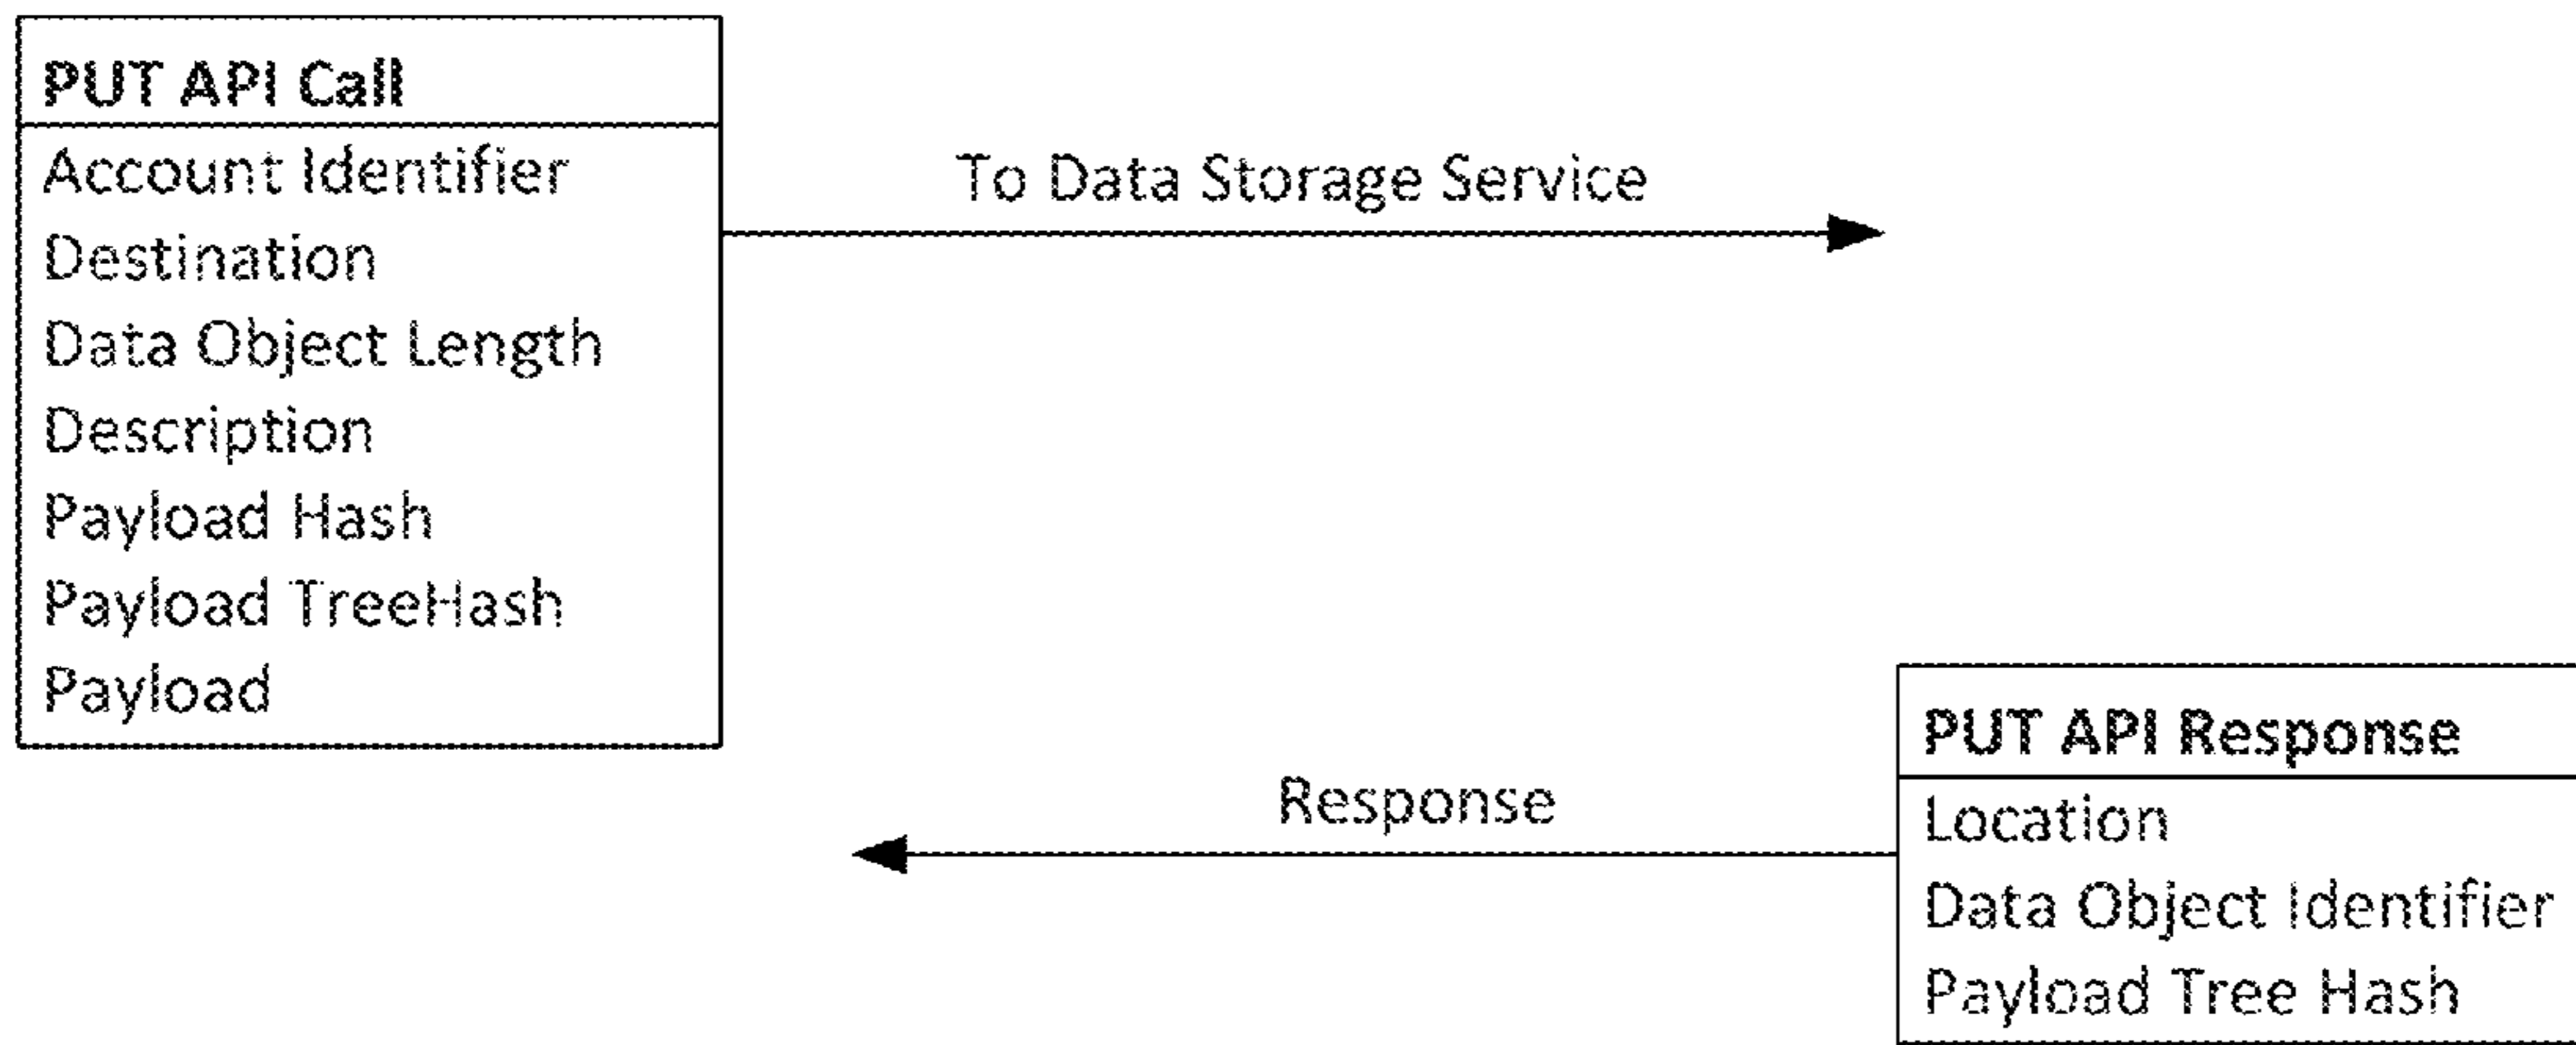 PUT API Call
Account Identifier
Destination
Data Object Length
Description
Payload Hash
Payload TreeHash
Payload
To Data Storage Service
Response
PUT API Response
Location
Data Object Identifier
Payload Tree Hash